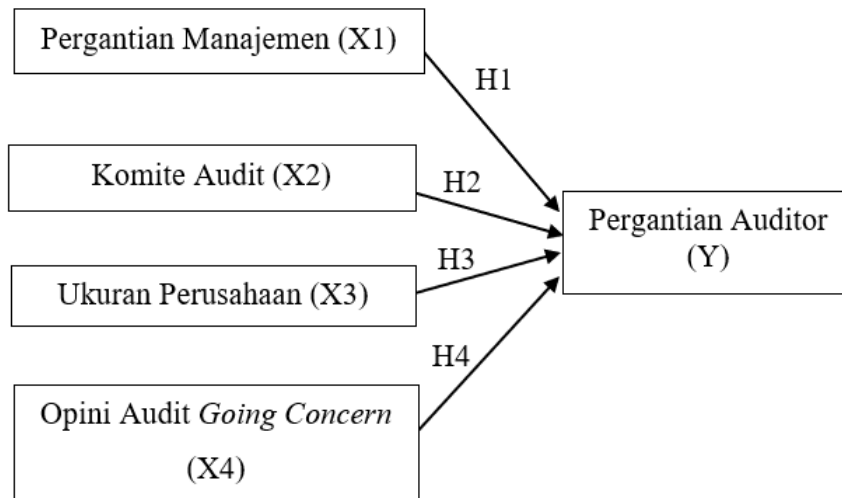 Pergantian Manajemen (X1)
H1
Komite Audit (X2)
H2
Pergantian Auditor
(Y)
Ukuran Perusahaan (X3)
H3
H4
Opini Audit Going Concern
(X4)